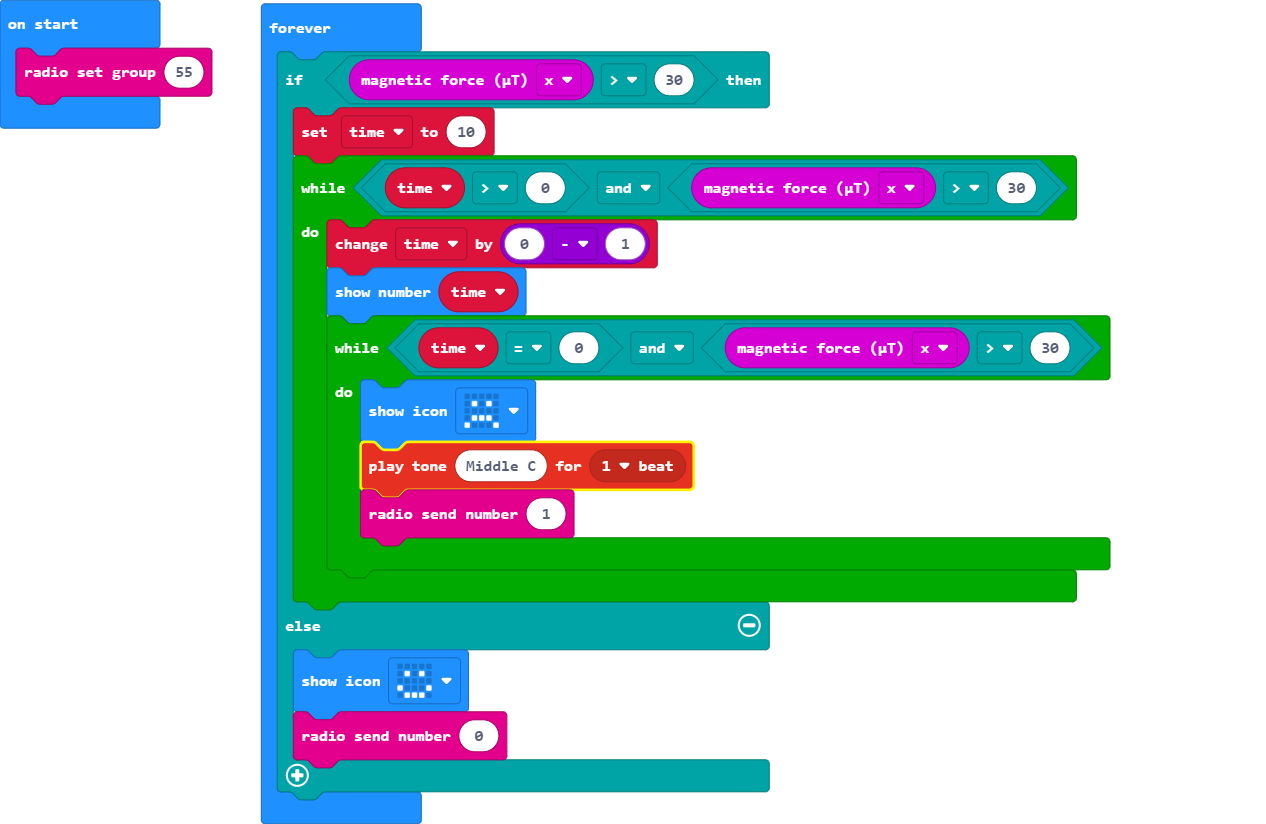 on start
radio set group 55
forever
if magnetic force (µT) x > 30 then
set time to 10
while time > 0 and magnetic force (µT) x > 30
do
change time by 0 - 1
show number time
while time = 0 and magnetic force (µT) x > 30
do
show icon
play tone Middle C for 1 beat
radio send number 1
else
show icon
radio send number 0